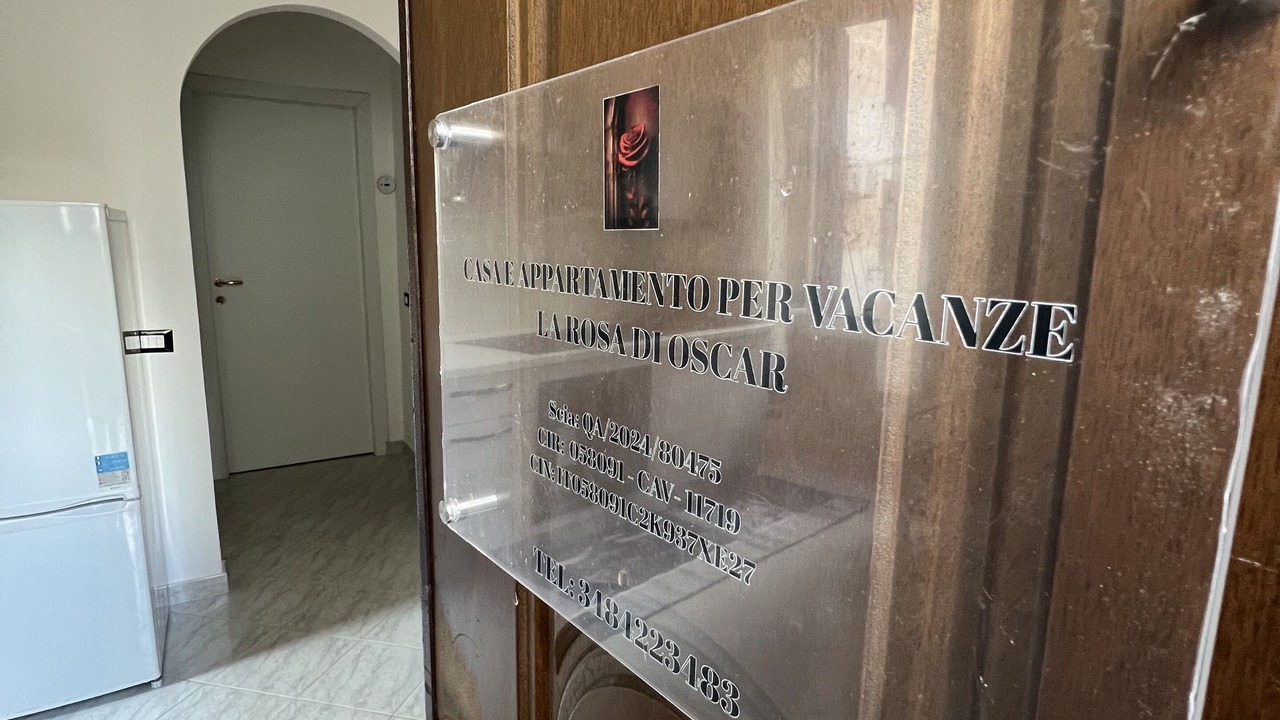 CASA E APPARTAMENTO PER VACANZE
LA ROSA DI OSCAR
Scia: QA/2024/80475
CIR: 058091 - CAV- 11719
CIN: IT058091C2K937XE27
TEL: 3484223483